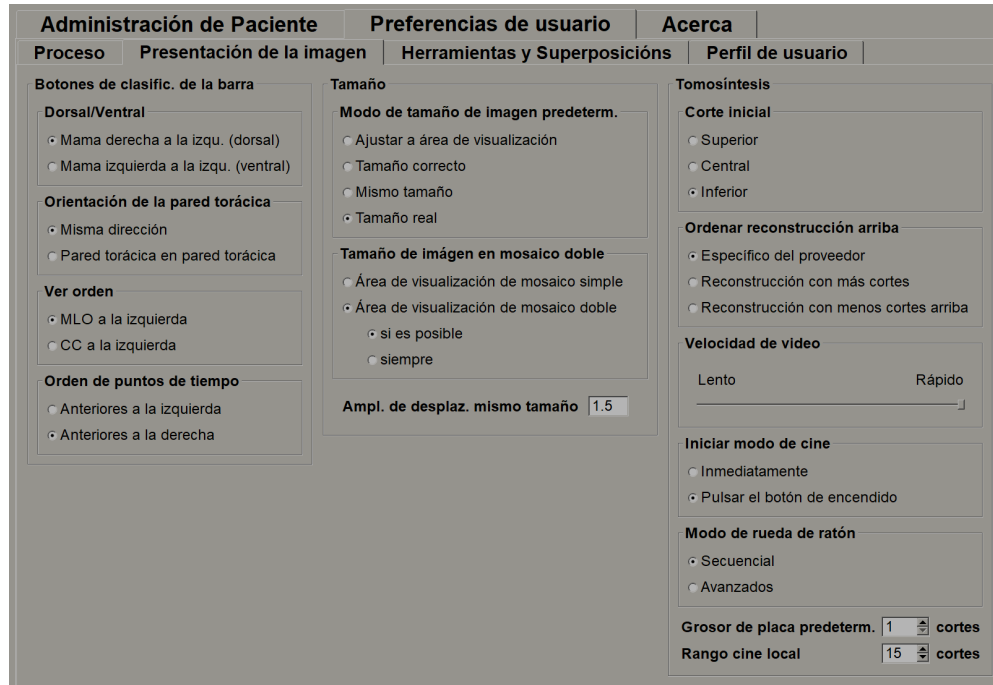 Administración de Paciente
Preferencias de usuario
Acerca
Proceso
Presentación de la imagen
Herramientas y Superposicións
Perfil de usuario
Botones de clasific. de la barra
Dorsal/Ventral
Mama derecha a la izqu. (dorsal)
Mama izquierda a la izqu. (ventral)
Orientación de la pared torácica
Misma dirección
Pared torácica en pared torácica
Ver orden
MLO a la izquierda
CC a la izquierda
Orden de puntos de tiempo
Anteriores a la izquierda
Anteriores a la derecha
Tamaño
Modo de tamaño de imagen predeterm.
Ajustar a área de visualización
Tamaño correcto
Mismo tamaño
Tamaño real
Tamaño de imágen en mosaico doble
Área de visualización de mosaico simple
Área de visualización de mosaico doble
si es posible
siempre
Ampl. de desplaz. mismo tamaño 1.5
Tomosíntesis
Corte inicial
Superior
Central
Inferior
Ordenar reconstrucción arriba
Específico del proveedor
Reconstrucción con más cortes
Reconstrucción con menos cortes arriba
Velocidad de video
Lento Rápido
Iniciar modo de cine
Inmediatamente
Pulsar el botón de encendido
Modo de rueda de ratón
Secuencial
Avanzados
Grosor de placa predeterm. 1 cortes
Rango cine local 15 cortes